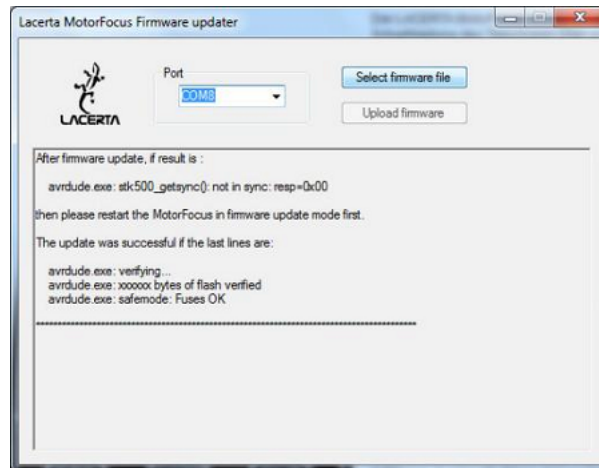 Lacerta MotorFocus Firmware updater
Port
COM8
Select firmware file
Upload firmware
LACERTA
After firmware update, if result is :
avrdude.exe: stk500_getsync(): not in sync: resp=0x00
then please restart the MotorFocus in firmware update mode first.
The update was successful if the last lines are:
avrdude.exe: verifying...
avrdude.exe: xxxxxx bytes of flash verfied
avrdude.exe: safemode: Fuses OK